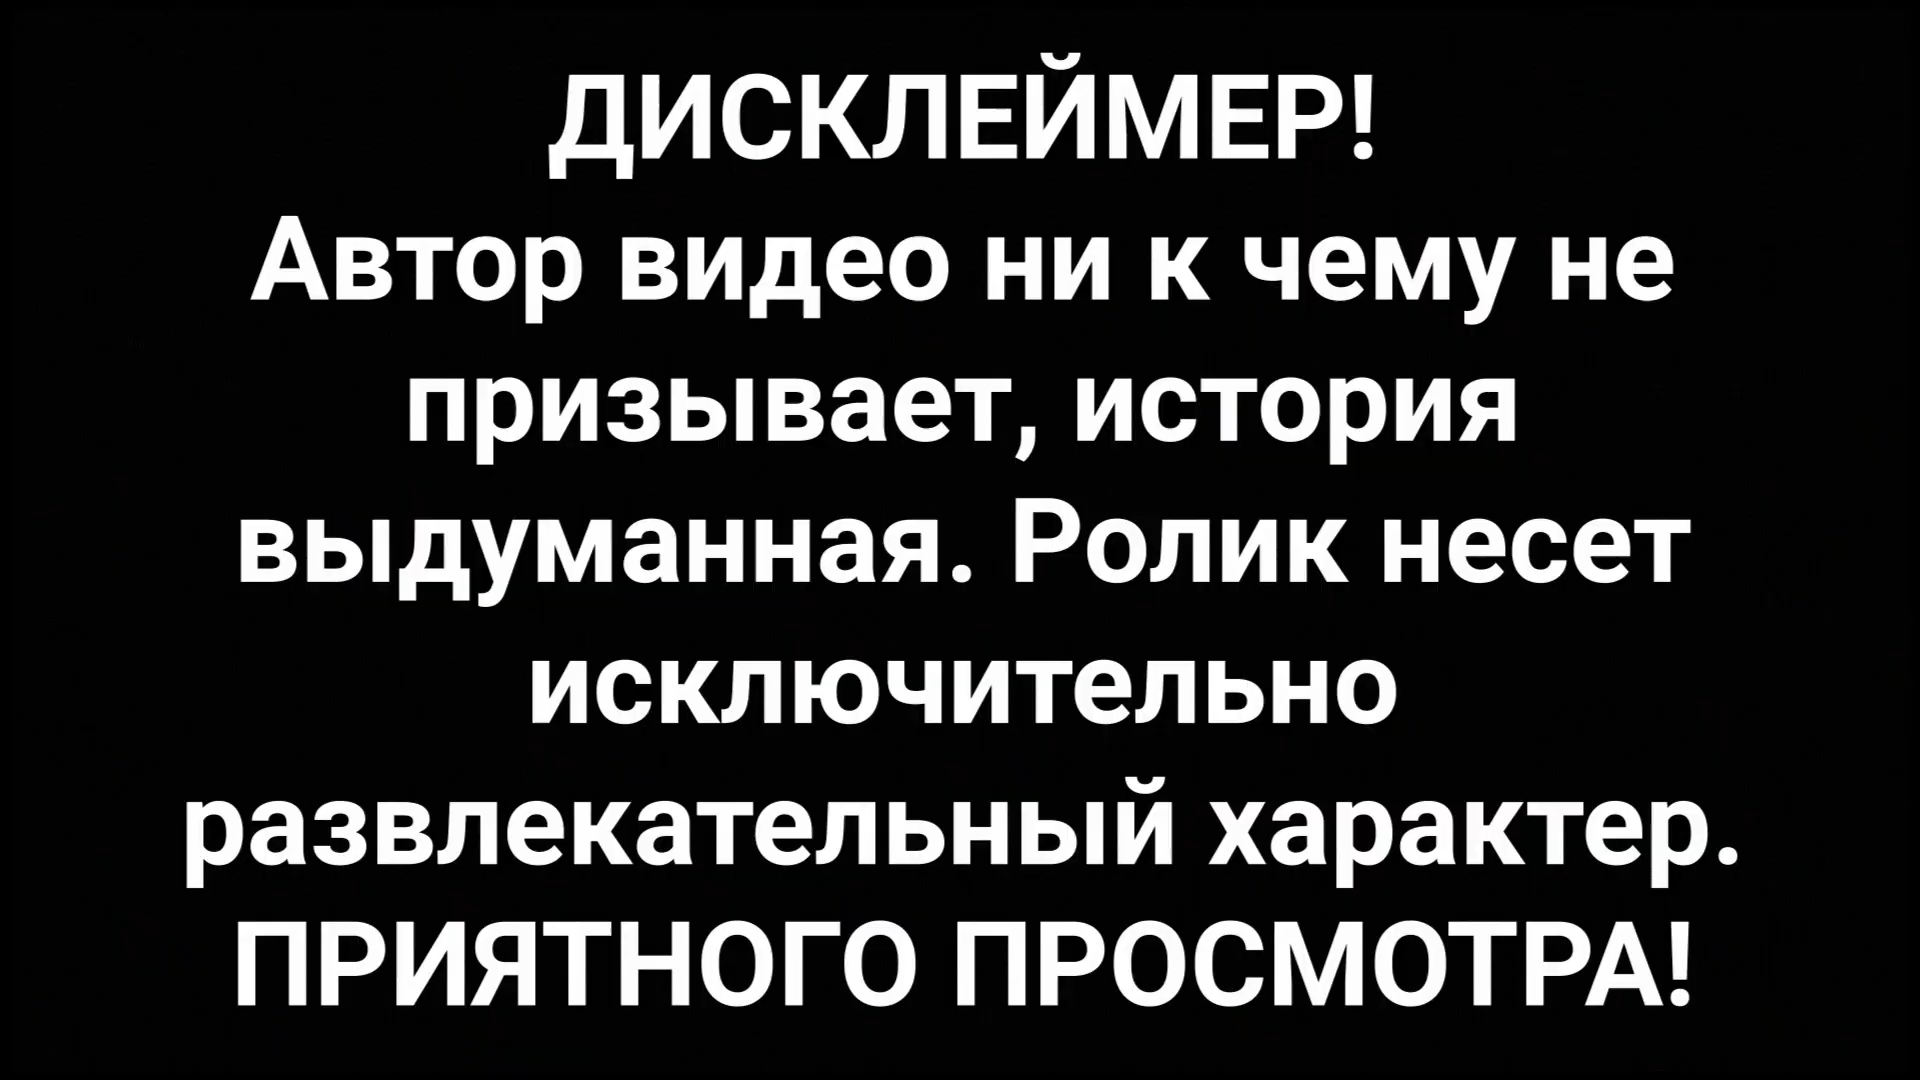 ДИСКЛЕЙМЕР!
Автор видео ни к чему не
призывает, история
выдуманная. Ролик несет
исключительно
развлекательный характер.
ПРИЯТНОГО ПРОСМОТРА!